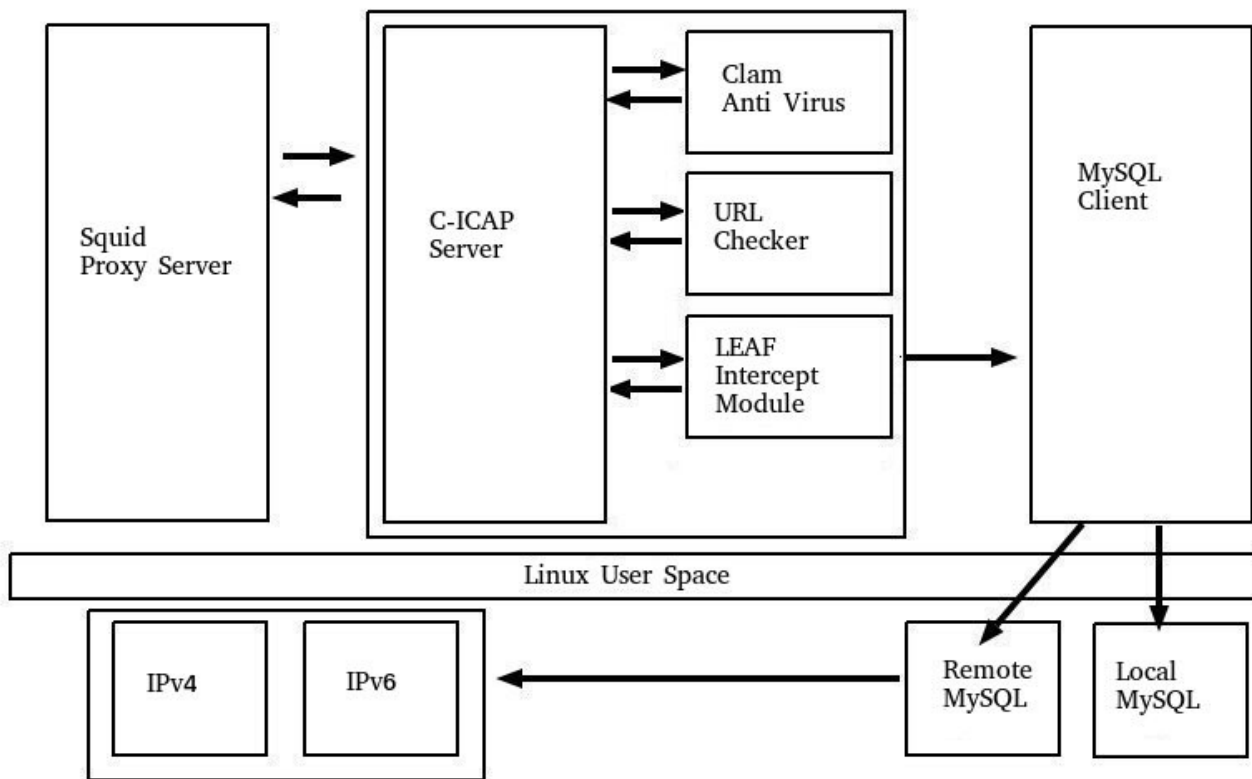 Squid
Proxy Server
C-ICAP
Server
Clam
Anti Virus
URL
Checker
LEAF
Intercept
Module
MySQL
Client
Linux User Space
IPv4
IPv6
Remote
MySQL
Local
MySQL